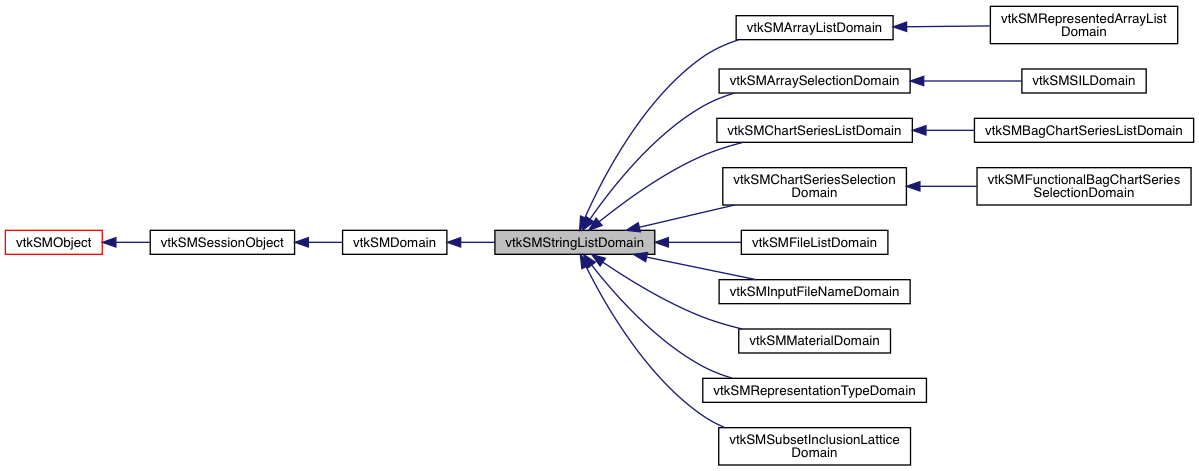 vtkSMObject
vtkSMSessionObject
vtkSMDomain
vtkSMStringListDomain
vtkSMArrayListDomain
vtkSMRepresentedArrayList
Domain
vtkSMArraySelectionDomain
vtkSMSILDomain
vtkSMChartSeriesListDomain
vtkSMBagChartSeriesListDomain
vtkSMChartSeriesSelection
Domain
vtkSMFunctionalBagChartSeries
SelectionDomain
vtkSMFileListDomain
vtkSMInputFileNameDomain
vtkSMMaterialDomain
vtkSMRepresentationTypeDomain
vtkSMSubsetInclusionLattice
Domain